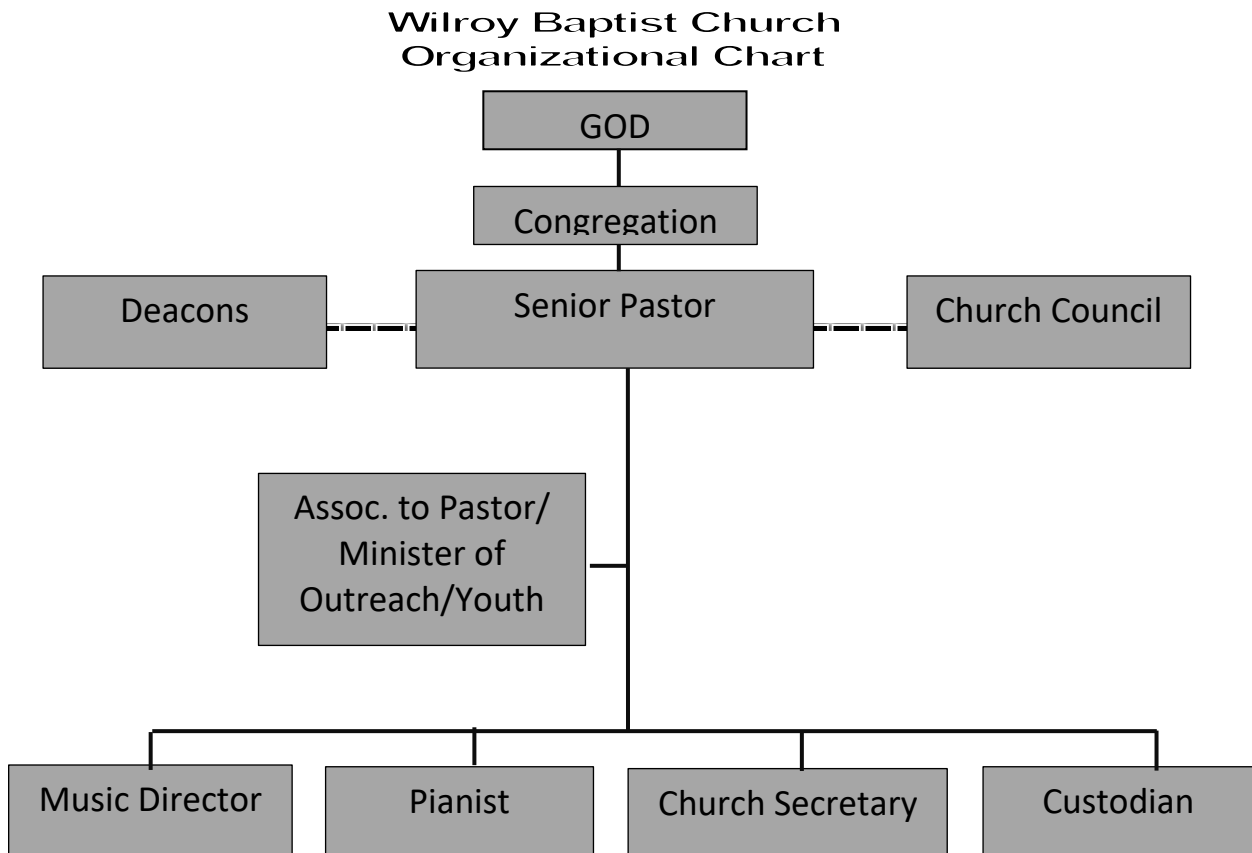 Wilroy Baptist Church
Organizational Chart
GOD
Congregation
Deacons
Senior Pastor
Church Council
Assoc. to Pastor/
Minister of
Outreach/Youth
Music Director
Pianist
Church Secretary
Custodian